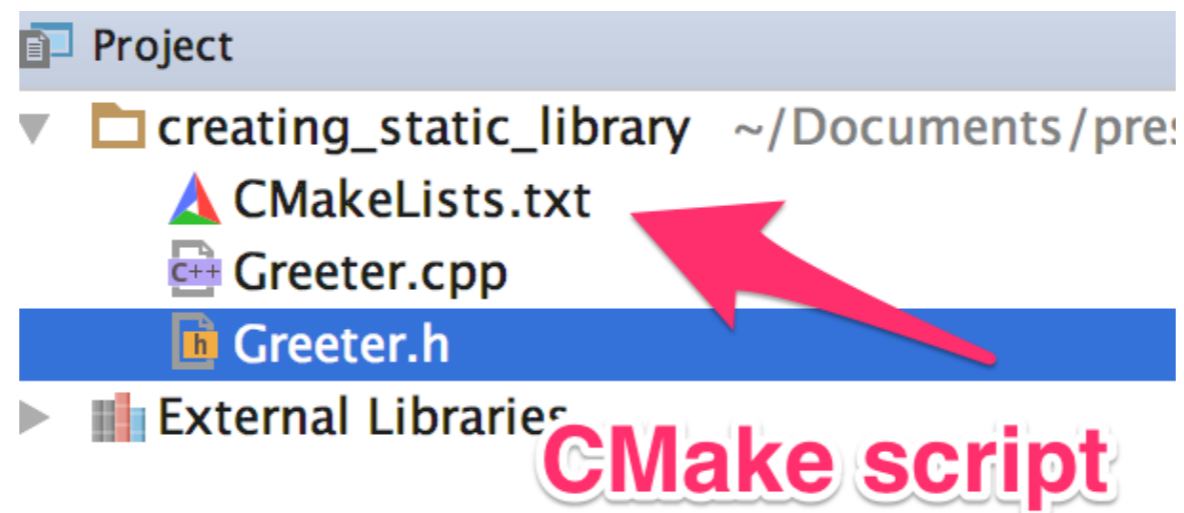 Project
creating_static_library ~/Documents/pres
CMakeLists.txt
C++ Greeter.cpp
h Greeter.h
External Libraries
CMake script